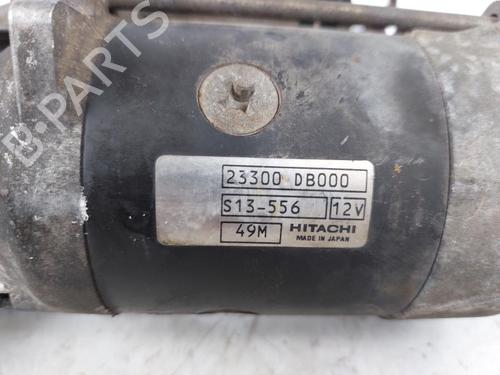 B-PARTS
23300 DB000
S13-556 12V
49M HITACHI
MADE IN JAPAN